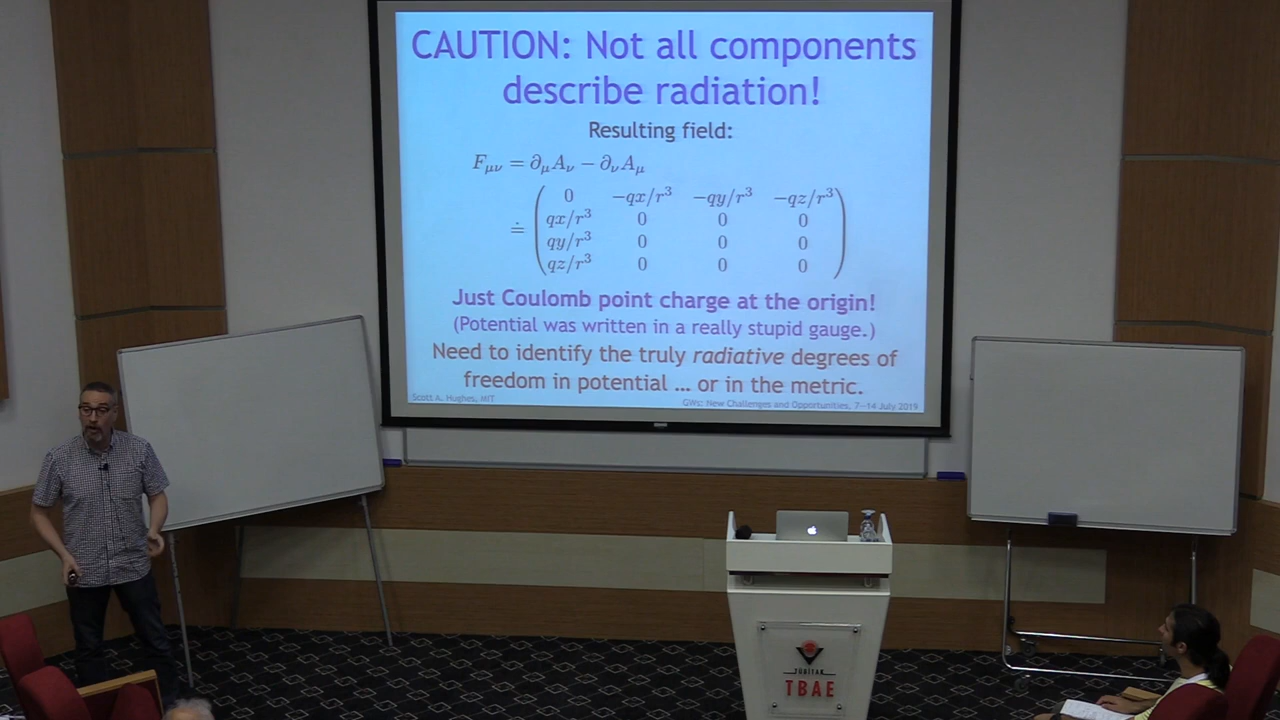 CAUTION: Not all components
describe radiation!
Resulting field:
F_{μν} = ∂_μ A_ν − ∂_ν A_μ
≐ ( 0 −qx/r³ −qy/r³ −qz/r³
qx/r³ 0 0 0
qy/r³ 0 0 0
qz/r³ 0 0 0 )
Just Coulomb point charge at the origin!
(Potential was written in a really stupid gauge.)
Need to identify the truly radiative degrees of
freedom in potential … or in the metric.
Scott A. Hughes, MIT
GWs: New Challenges and Opportunities, 7–14 July 2019
TÜBİTAK
TBAE